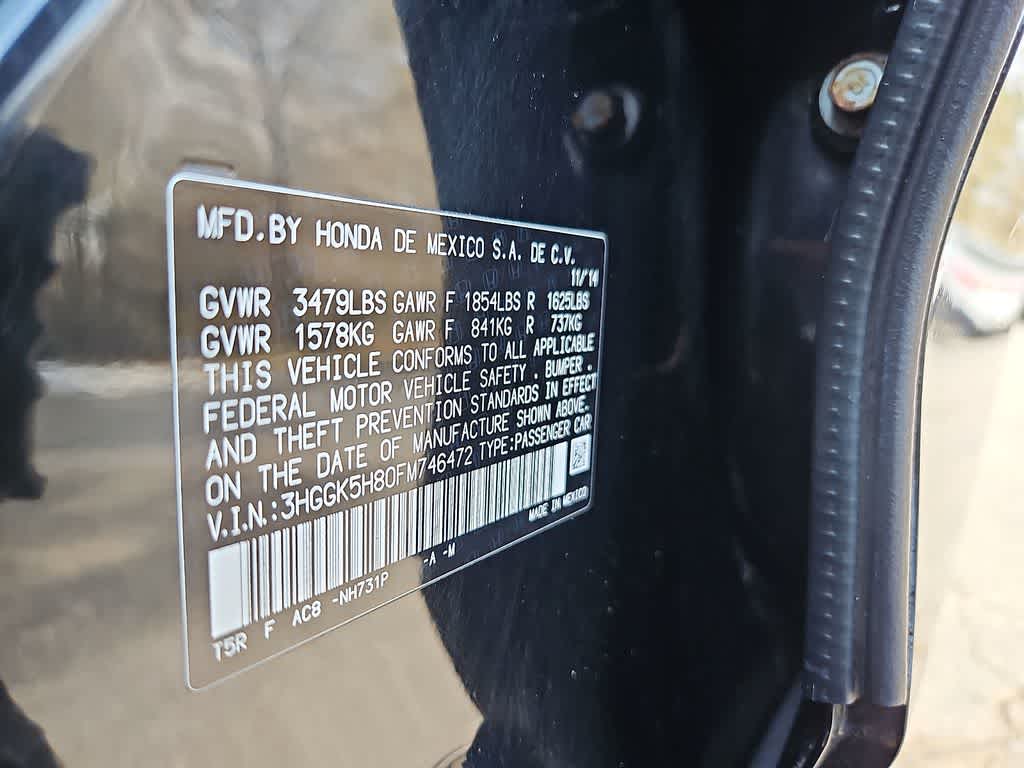 MFD.BY HONDA DE MEXICO S.A. DE C.V.
11/14
GVWR 3479LBS GAWR F 1854LBS R 1625LBS
GVWR 1578KG GAWR F 841KG R 737KG
THIS VEHICLE CONFORMS TO ALL APPLICABLE
FEDERAL MOTOR VEHICLE SAFETY, BUMPER,
AND THEFT PREVENTION STANDARDS IN EFFECT
ON THE DATE OF MANUFACTURE SHOWN ABOVE.
V.I.N.:3HGGK5H80FM746472 TYPE:PASSENGER CAR
MADE IN MEXICO
T5R F AC8 -NH731P -A -M